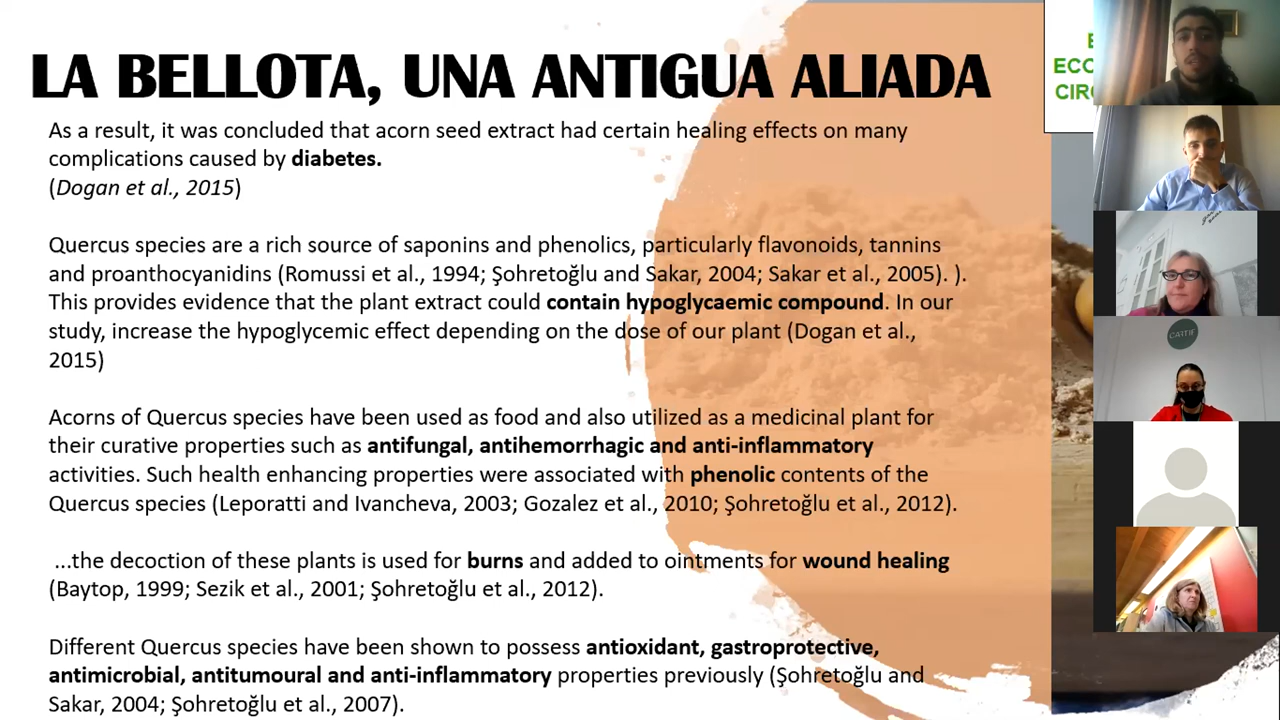 LA BELLOTA, UNA ANTIGUA ALIADA
As a result, it was concluded that acorn seed extract had certain healing effects on many
complications caused by diabetes.
(Dogan et al., 2015)
Quercus species are a rich source of saponins and phenolics, particularly flavonoids, tannins
and proanthocyanidins (Romussi et al., 1994; Şohretoğlu and Sakar, 2004; Sakar et al., 2005). ).
This provides evidence that the plant extract could contain hypoglycaemic compound. In our
study, increase the hypoglycemic effect depending on the dose of our plant (Dogan et al.,
2015)
Acorns of Quercus species have been used as food and also utilized as a medicinal plant for
their curative properties such as antifungal, antihemorrhagic and anti-inflammatory
activities. Such health enhancing properties were associated with phenolic contents of the
Quercus species (Leporatti and Ivancheva, 2003; Gozalez et al., 2010; Şohretoğlu et al., 2012).
...the decoction of these plants is used for burns and added to ointments for wound healing
(Baytop, 1999; Sezik et al., 2001; Şohretoğlu et al., 2012).
Different Quercus species have been shown to possess antioxidant, gastroprotective,
antimicrobial, antitumoural and anti-inflammatory properties previously (Şohretoğlu and
Sakar, 2004; Şohretoğlu et al., 2007).
CARTIF